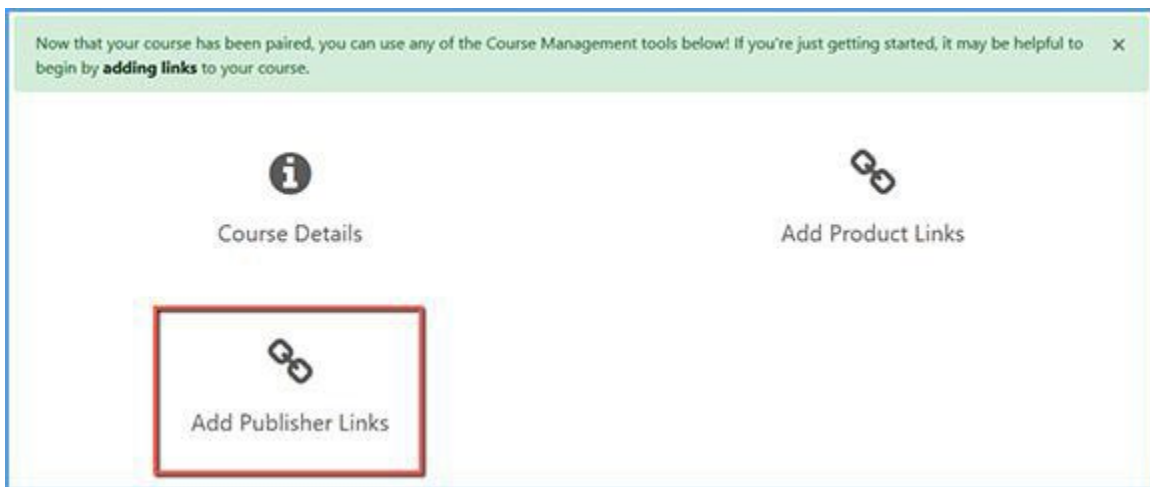 Now that your course has been paired, you can use any of the Course Management tools below! If you're just getting started, it may be helpful to ×
begin by adding links to your course.
Course Details
Add Product Links
Add Publisher Links